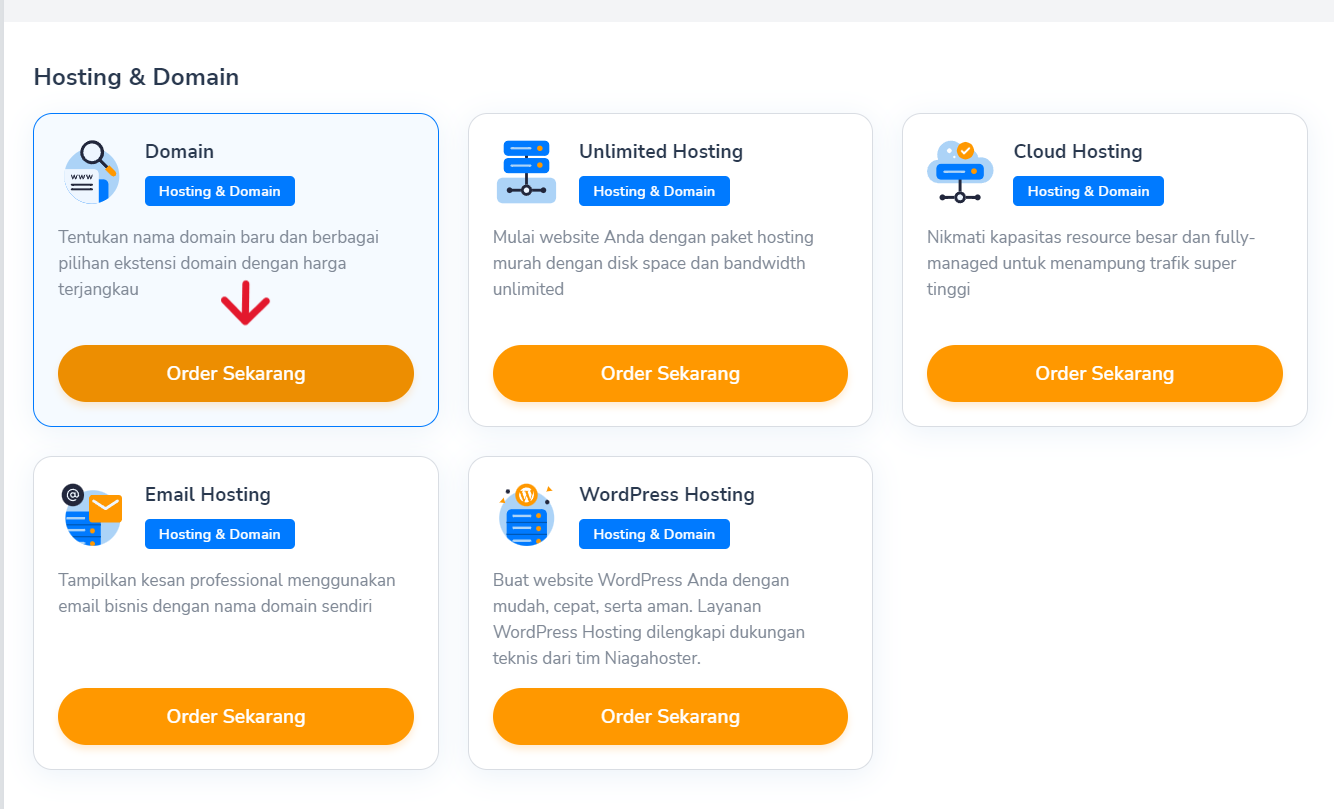 Hosting & Domain
Domain
Hosting & Domain
Tentukan nama domain baru dan berbagai
pilihan ekstensi domain dengan harga
terjangkau
Order Sekarang
Unlimited Hosting
Hosting & Domain
Mulai website Anda dengan paket hosting
murah dengan disk space dan bandwidth
unlimited
Order Sekarang
Cloud Hosting
Hosting & Domain
Nikmati kapasitas resource besar dan fully-
managed untuk menampung trafik super
tinggi
Order Sekarang
Email Hosting
Hosting & Domain
Tampilkan kesan professional menggunakan
email bisnis dengan nama domain sendiri
Order Sekarang
WordPress Hosting
Hosting & Domain
Buat website WordPress Anda dengan
mudah, cepat, serta aman. Layanan
WordPress Hosting dilengkapi dukungan
teknis dari tim Niagahoster.
Order Sekarang